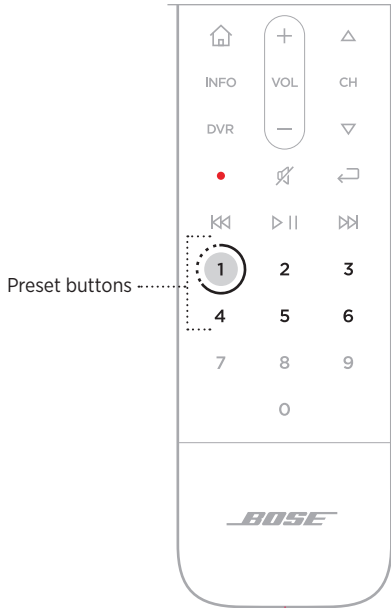 INFO VOL CH
DVR
Preset buttons
1 2 3
4 5 6
7 8 9
0
BOSE